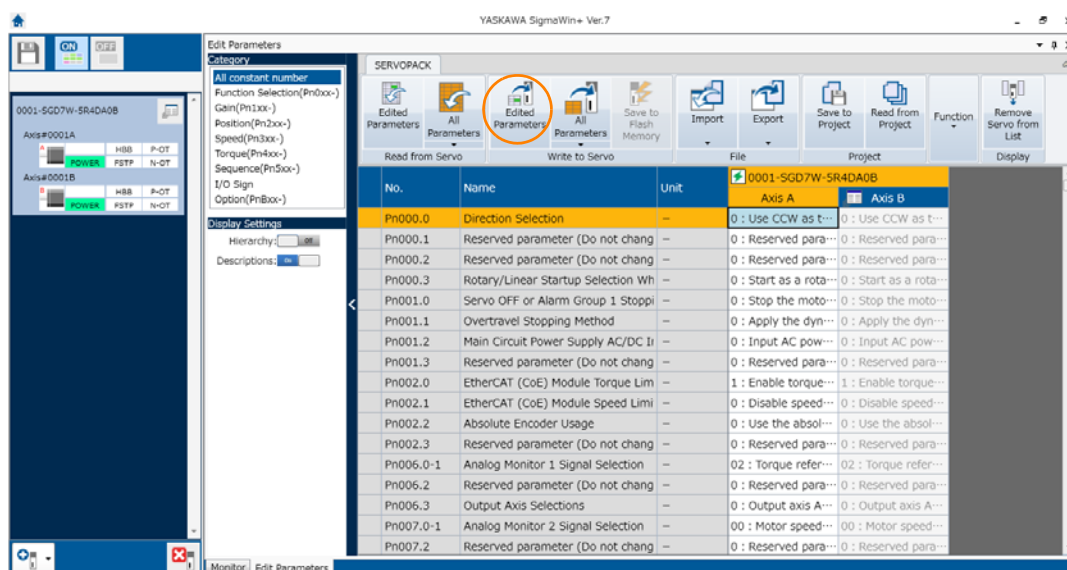 YASKAWA SigmaWin+ Ver.7
ON
OFF
0001-SGD7W-5R4DA0B
Axis#0001A
A
HBB
P-OT
POWER
FSTP
N-OT
Axis#0001B
B
HBB
P-OT
POWER
FSTP
N-OT
Edit Parameters
Category
All constant number
Function Selection(Pn0xx-)
Gain(Pn1xx-)
Position(Pn2xx-)
Speed(Pn3xx-)
Torque(Pn4xx-)
Sequence(Pn5xx-)
I/O Sign
Option(PnBxx-)
Display Settings
Hierarchy:
Off
Descriptions:
On
SERVOPACK
Edited Parameters
All Parameters
Read from Servo
Edited Parameters
All Parameters
Save to Flash Memory
Write to Servo
Import
Export
File
Save to Project
Read from Project
Project
Function
Remove Servo from List
Display
No. Name Unit 0001-SGD7W-5R4DA0B
Axis A Axis B
Pn000.0 Direction Selection − 0 : Use CCW as t··· 0 : Use CCW as t···
Pn000.1 Reserved parameter (Do not chang − 0 : Reserved para··· 0 : Reserved para···
Pn000.2 Reserved parameter (Do not chang − 0 : Reserved para··· 0 : Reserved para···
Pn000.3 Rotary/Linear Startup Selection Wh − 0 : Start as a rota··· 0 : Start as a rota···
Pn001.0 Servo OFF or Alarm Group 1 Stoppi − 0 : Stop the moto··· 0 : Stop the moto···
Pn001.1 Overtravel Stopping Method − 0 : Apply the dyn··· 0 : Apply the dyn···
Pn001.2 Main Circuit Power Supply AC/DC I − 0 : Input AC pow··· 0 : Input AC pow···
Pn001.3 Reserved parameter (Do not chang − 0 : Reserved para··· 0 : Reserved para···
Pn002.0 EtherCAT (CoE) Module Torque Lim − 1 : Enable torque··· 1 : Enable torque···
Pn002.1 EtherCAT (CoE) Module Speed Limi − 0 : Disable speed··· 0 : Disable speed···
Pn002.2 Absolute Encoder Usage − 0 : Use the absol··· 0 : Use the absol···
Pn002.3 Reserved parameter (Do not chang − 0 : Reserved para··· 0 : Reserved para···
Pn006.0-1 Analog Monitor 1 Signal Selection − 02 : Torque refer··· 02 : Torque refer···
Pn006.2 Reserved parameter (Do not chang − 0 : Reserved para··· 0 : Reserved para···
Pn006.3 Output Axis Selections − 0 : Output axis A··· 0 : Output axis A···
Pn007.0-1 Analog Monitor 2 Signal Selection − 00 : Motor speed··· 00 : Motor speed···
Pn007.2 Reserved parameter (Do not chang − 0 : Reserved para··· 0 : Reserved para···
Monitor Edit Parameters